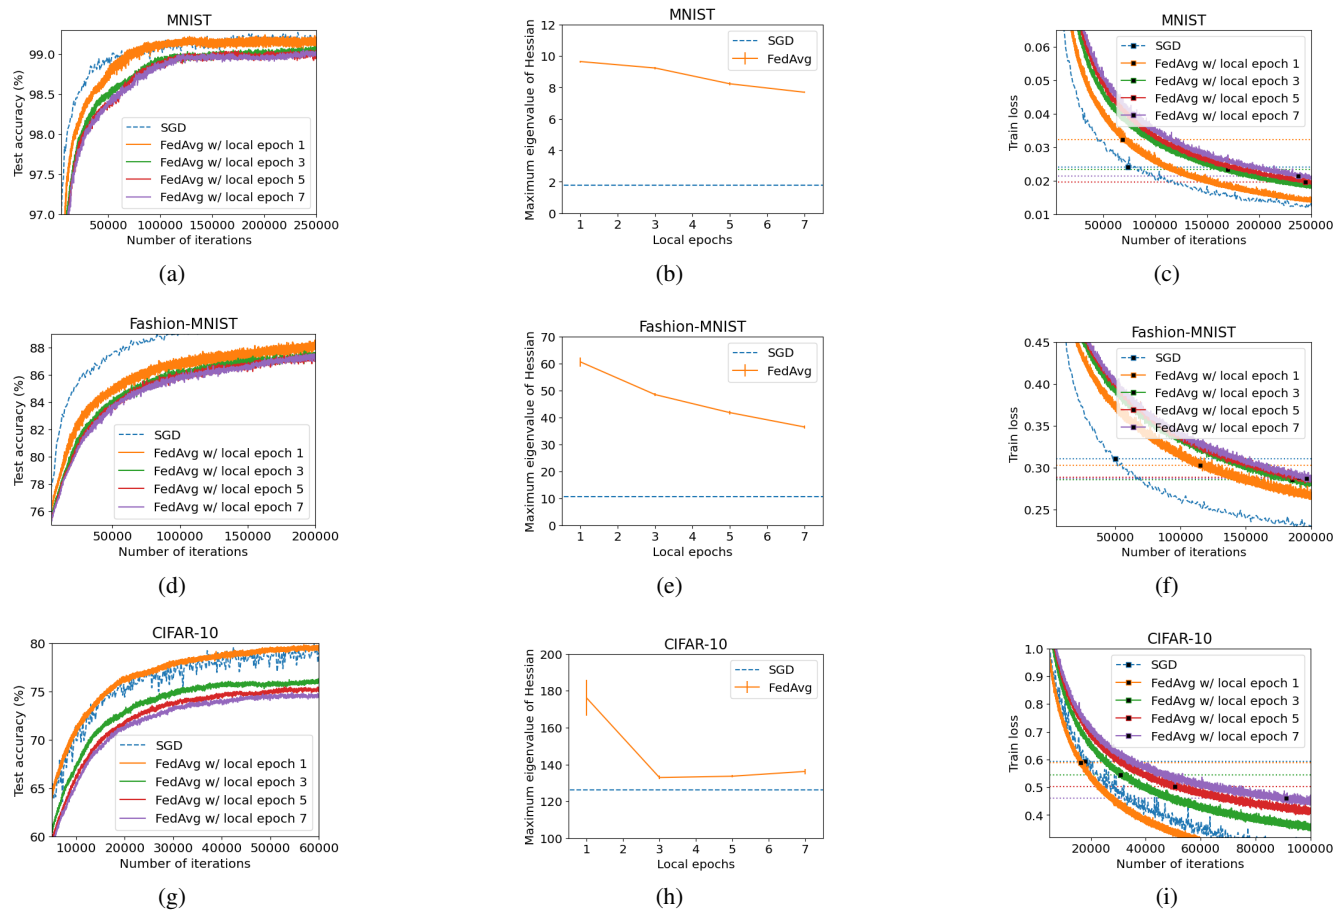 MNIST
99.0
98.5
98.0
97.5
97.0
Test accuracy (%)
SGD
FedAvg w/ local epoch 1
FedAvg w/ local epoch 3
FedAvg w/ local epoch 5
FedAvg w/ local epoch 7
50000 100000 150000 200000 250000
Number of iterations
(a)
MNIST
12
10
8
6
4
2
0
Maximum eigenvalue of Hessian
SGD
FedAvg
1 2 3 4 5 6 7
Local epochs
(b)
MNIST
0.06
0.05
0.04
0.03
0.02
0.01
Train loss
SGD
FedAvg w/ local epoch 1
FedAvg w/ local epoch 3
FedAvg w/ local epoch 5
FedAvg w/ local epoch 7
50000 100000 150000 200000 250000
Number of iterations
(c)
Fashion-MNIST
88
86
84
82
80
78
76
Test accuracy (%)
SGD
FedAvg w/ local epoch 1
FedAvg w/ local epoch 3
FedAvg w/ local epoch 5
FedAvg w/ local epoch 7
50000 100000 150000 200000
Number of iterations
(d)
Fashion-MNIST
70
60
50
40
30
20
10
0
Maximum eigenvalue of Hessian
SGD
FedAvg
1 2 3 4 5 6 7
Local epochs
(e)
Fashion-MNIST
0.45
0.40
0.35
0.30
0.25
Train loss
SGD
FedAvg w/ local epoch 1
FedAvg w/ local epoch 3
FedAvg w/ local epoch 5
FedAvg w/ local epoch 7
50000 100000 150000 200000
Number of iterations
(f)
CIFAR-10
80
75
70
65
60
Test accuracy (%)
SGD
FedAvg w/ local epoch 1
FedAvg w/ local epoch 3
FedAvg w/ local epoch 5
FedAvg w/ local epoch 7
10000 20000 30000 40000 50000 60000
Number of iterations
(g)
CIFAR-10
200
180
160
140
120
100
Maximum eigenvalue of Hessian
SGD
FedAvg
1 2 3 4 5 6 7
Local epochs
(h)
CIFAR-10
1.0
0.9
0.8
0.7
0.6
0.5
0.4
Train loss
SGD
FedAvg w/ local epoch 1
FedAvg w/ local epoch 3
FedAvg w/ local epoch 5
FedAvg w/ local epoch 7
20000 40000 60000 80000 100000
Number of iterations
(i)